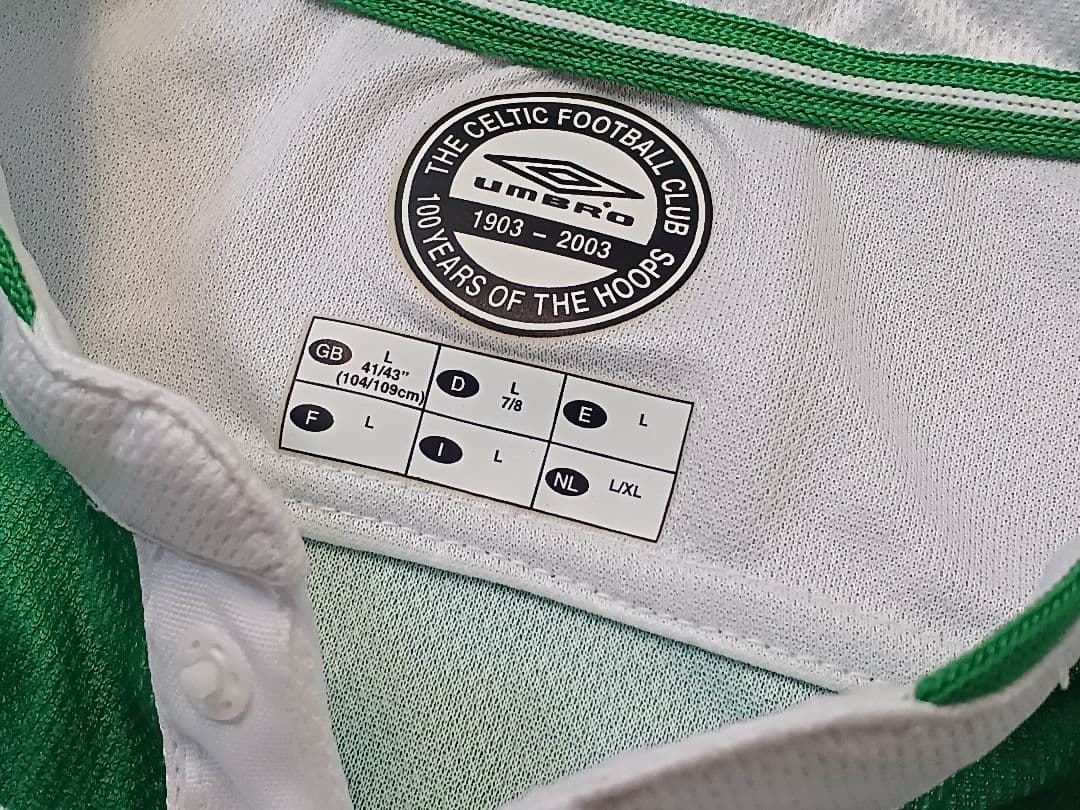 THE CELTIC FOOTBALL CLUB
umbro
1903 - 2003
100 YEARS OF THE HOOPS
GB L
41/43"
(104/109cm)
D L
7/8
E L
F L
I L
NL L/XL